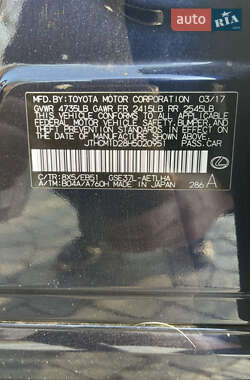 AUTO.RIA
MFD.BY:TOYOTA MOTOR CORPORATION 03/17
GVWR 4735LB GAWR FR 2415LB RR 2545LB
THIS VEHICLE CONFORMS TO ALL APPLICABLE
FEDERAL MOTOR VEHICLE SAFETY, BUMPER, AND
THEFT PREVENTION STANDARDS IN EFFECT ON
THE DATE OF MANUFACTURE SHOWN ABOVE.
JTHCM1D28H5020951 PASS.CAR
C/TR:8X5/EB51 GSE37L-AETLHA
A/TM:B04A/A760H MADE IN JAPAN 286 A